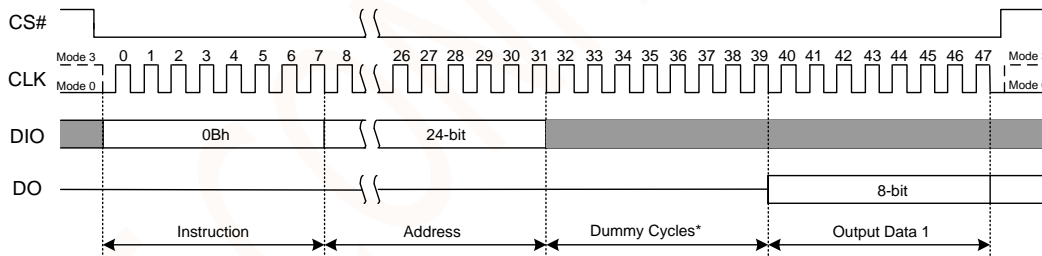 CS#
Mode 3 0 1 2 3 4 5 6 7 8 26 27 28 29 30 31 32 33 34 35 36 37 38 39 40 41 42 43 44 45 46 47 Mode
CLK
Mode 0 Mode
DIO 0Bh 24-bit
DO 8-bit
Instruction Address Dummy Cycles* Output Data 1